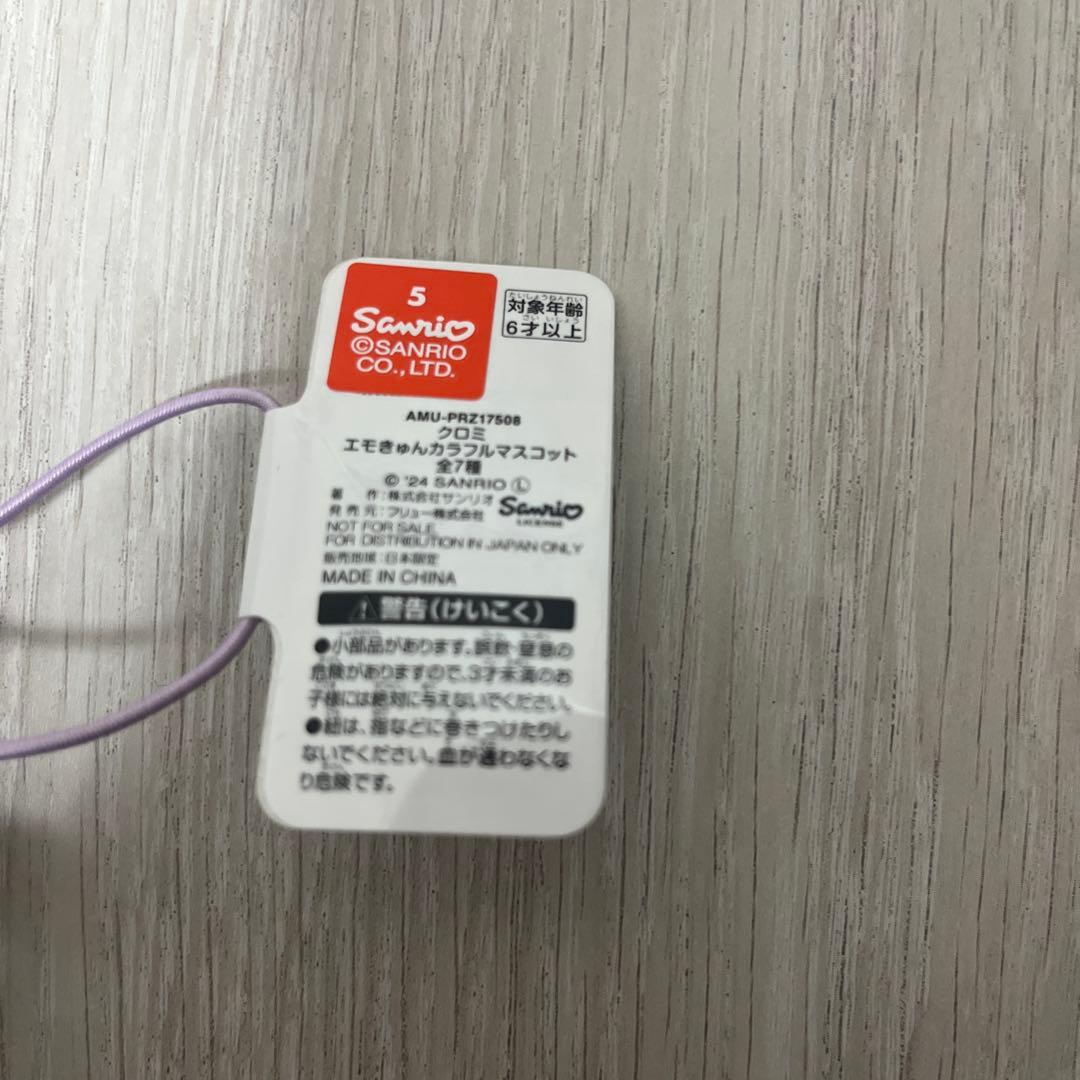 5
Sanrio
©SANRIO
CO.,LTD.
たいしょうねんれい
対象年齢
さい いじょう
6才以上
AMU-PRZ17508
クロミ
エモきゅんカラフルマスコット
全7種
© '24 SANRIO Ⓛ
著 作:株式会社サンリオ
発 売 元:フリュー株式会社
Sanrio
LICENSE
NOT FOR SALE
FOR DISTRIBUTION IN JAPAN ONLY
販売地域:日本限定
MADE IN CHINA
⚠警告(けいこく)
●小部品があります。誤飲・窒息の
危険がありますので、3才未満のお
子様には絶対に与えないでください。
●紐は、指などに巻きつけたりし
ないでください。血が通わなくな
り危険です。